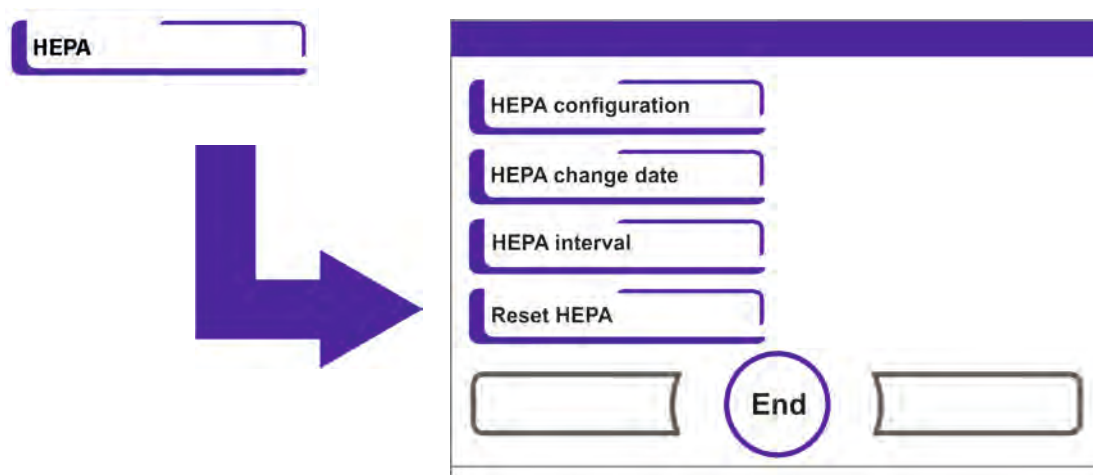 HEPA
HEPA configuration
HEPA change date
HEPA interval
Reset HEPA
End